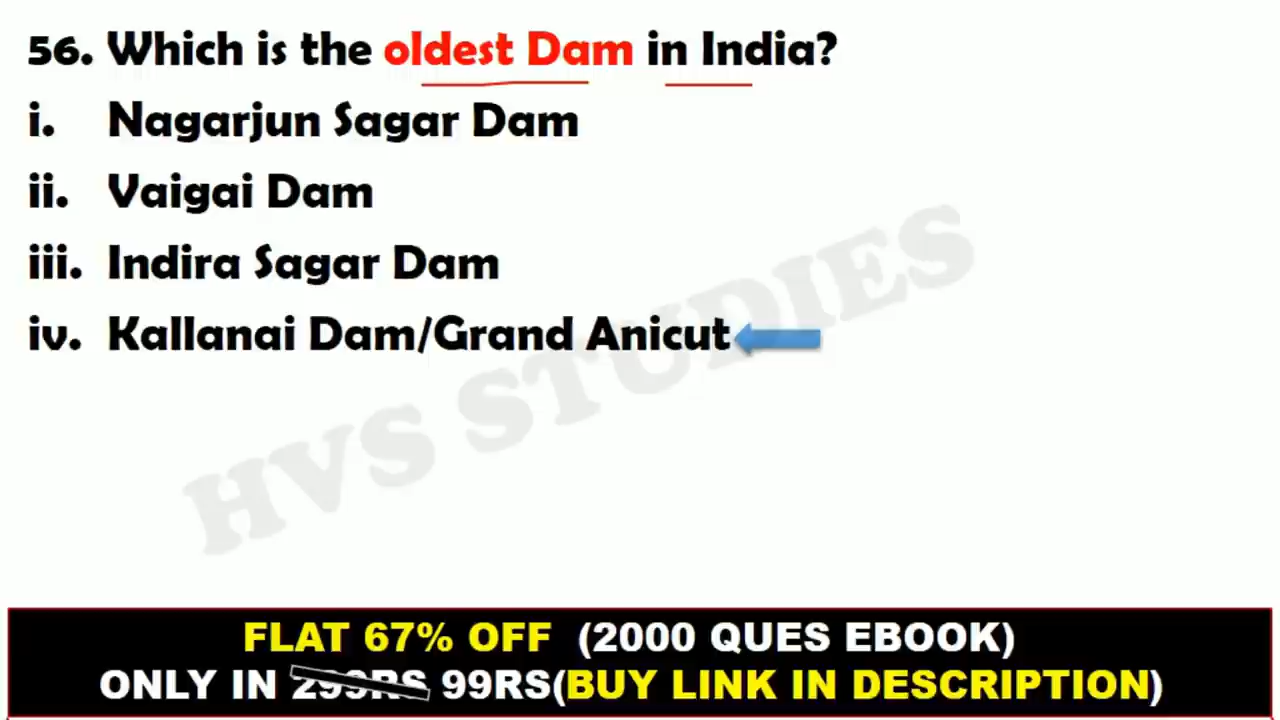 56. Which is the oldest Dam in India?
i. Nagarjun Sagar Dam
ii. Vaigai Dam
iii. Indira Sagar Dam
iv. Kallanai Dam/Grand Anicut
HVS STUDIES
FLAT 67% OFF (2000 QUES EBOOK)
ONLY IN 299RS 99RS(BUY LINK IN DESCRIPTION)